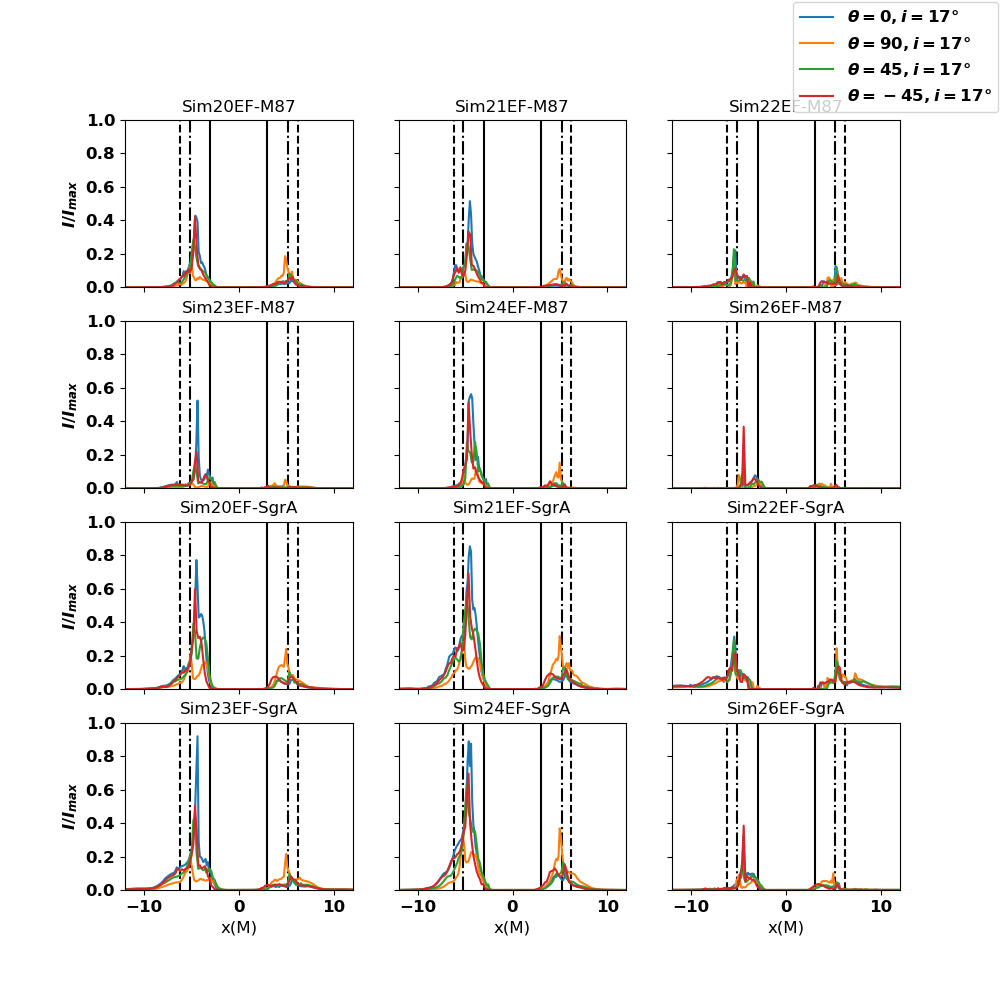 θ = 0, i = 17°
θ = 90, i = 17°
θ = 45, i = 17°
θ = −45, i = 17°
Sim20EF-M87 Sim21EF-M87 Sim22EF-M87
1.0
0.8
0.6
0.4
0.2
0.0
I/Imax
Sim23EF-M87 Sim24EF-M87 Sim26EF-M87
1.0
0.8
0.6
0.4
0.2
0.0
I/Imax
Sim20EF-SgrA Sim21EF-SgrA Sim22EF-SgrA
1.0
0.8
0.6
0.4
0.2
0.0
I/Imax
Sim23EF-SgrA Sim24EF-SgrA Sim26EF-SgrA
1.0
0.8
0.6
0.4
0.2
0.0
I/Imax
−10 0 10 −10 0 10 −10 0 10
x(M) x(M) x(M)